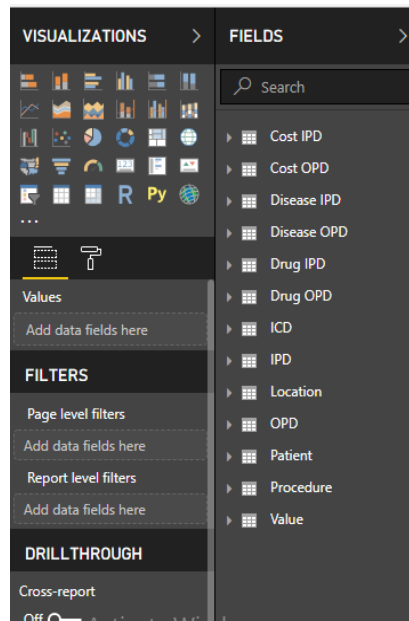 VISUALIZATIONS
R Py
...
Values
Add data fields here
FILTERS
Page level filters
Add data fields here
Report level filters
Add data fields here
DRILLTHROUGH
Cross-report
Off
FIELDS
Search
Cost IPD
Cost OPD
Disease IPD
Disease OPD
Drug IPD
Drug OPD
ICD
IPD
Location
OPD
Patient
Procedure
Value